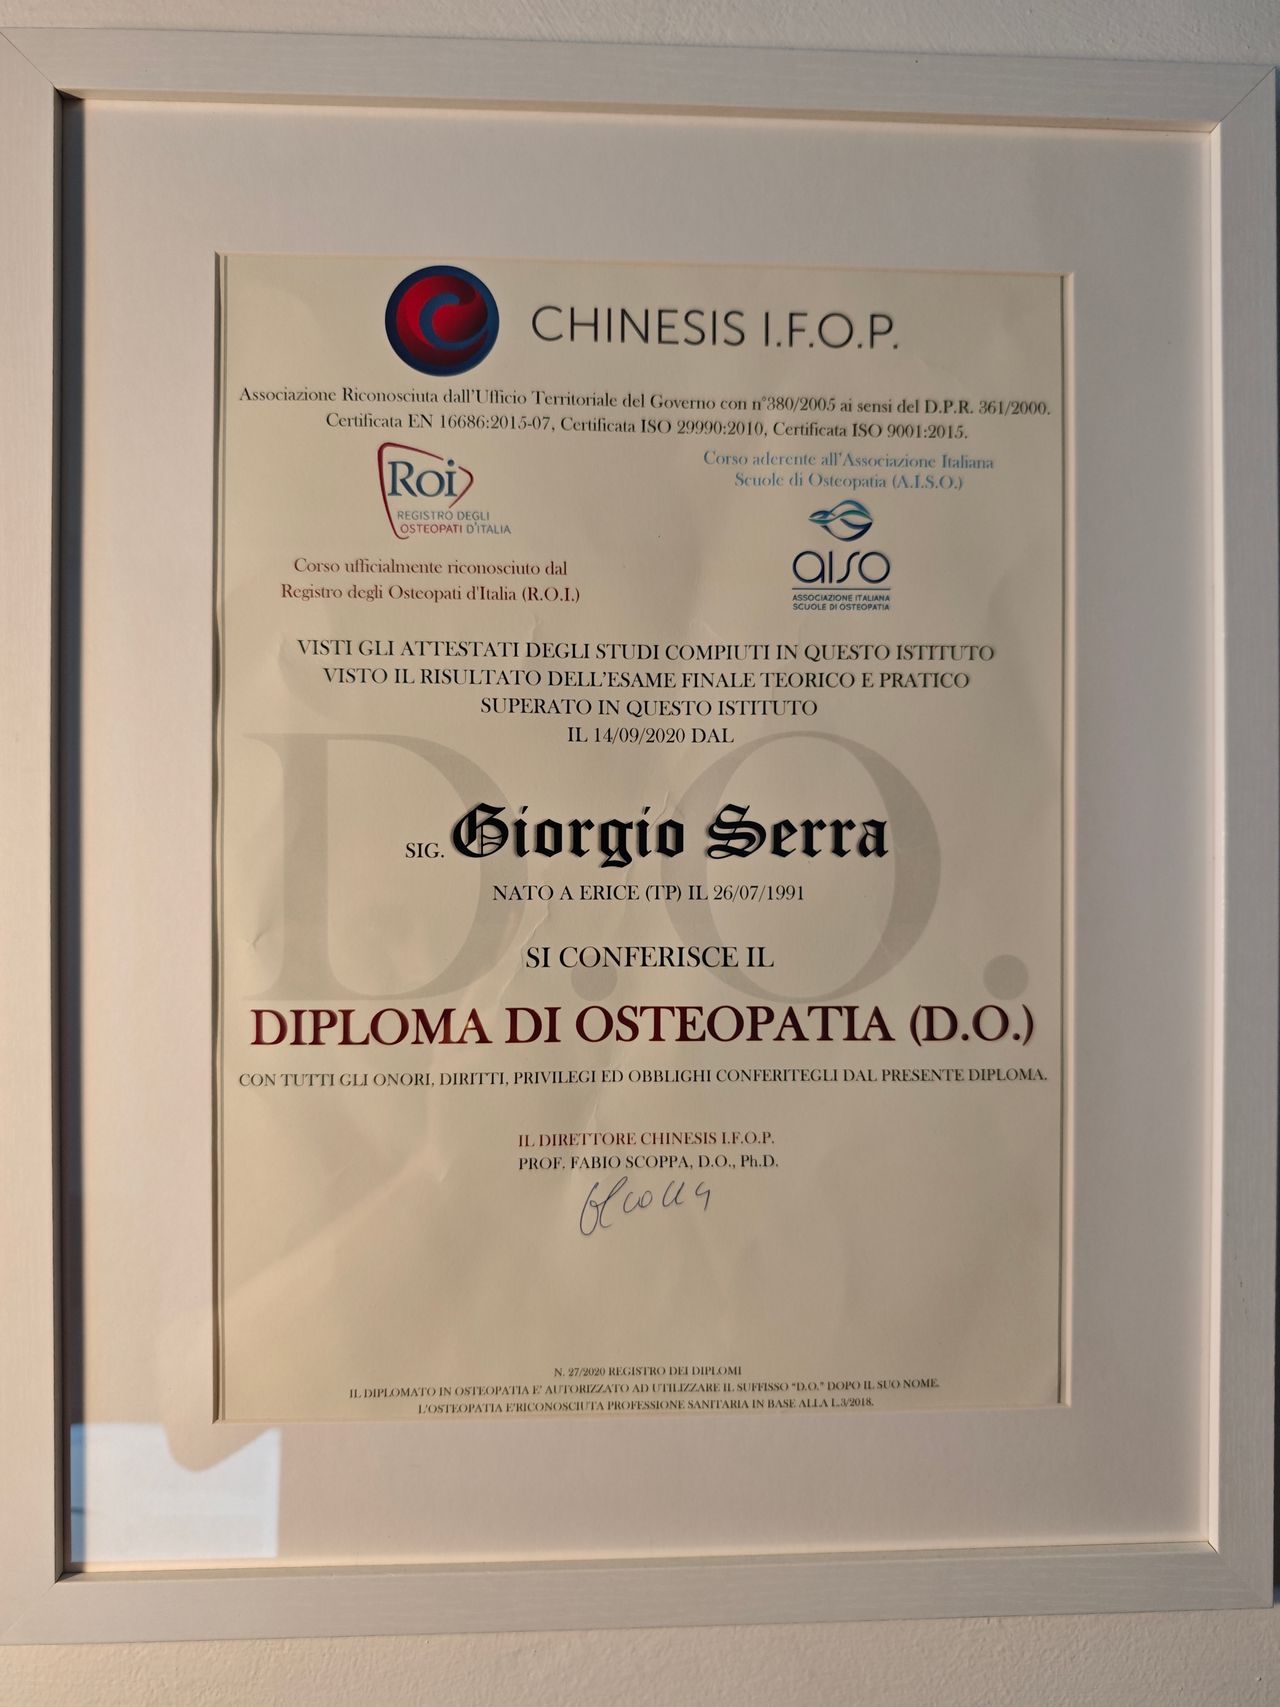 CHINESIS I.F.O.P.
Associazione Riconosciuta dall'Ufficio Territoriale del Governo con n°380/2005 ai sensi del D.P.R. 361/2000.
Certificata EN 16686:2015-07, Certificata ISO 29990:2010, Certificata ISO 9001:2015.
Roi
REGISTRO DEGLI
OSTEOPATI D'ITALIA
Corso ufficialmente riconosciuto dal
Registro degli Osteopati d'Italia (R.O.I.)
Corso aderente all'Associazione Italiana
Scuole di Osteopatia (A.I.S.O.)
aiso
ASSOCIAZIONE ITALIANA
SCUOLE DI OSTEOPATIA
VISTI GLI ATTESTATI DEGLI STUDI COMPIUTI IN QUESTO ISTITUTO
VISTO IL RISULTATO DELL'ESAME FINALE TEORICO E PRATICO
SUPERATO IN QUESTO ISTITUTO
IL 14/09/2020 DAL
D.O.
SIG. Giorgio Serra
NATO A ERICE (TP) IL 26/07/1991
SI CONFERISCE IL
DIPLOMA DI OSTEOPATIA (D.O.)
CON TUTTI GLI ONORI, DIRITTI, PRIVILEGI ED OBBLIGHI CONFERITEGLI DAL PRESENTE DIPLOMA.
IL DIRETTORE CHINESIS I.F.O.P.
PROF. FABIO SCOPPA, D.O., Ph.D.
N. 27/2020 REGISTRO DEI DIPLOMI
IL DIPLOMATO IN OSTEOPATIA E' AUTORIZZATO AD UTILIZZARE IL SUFFISSO "D.O." DOPO IL SUO NOME.
L'OSTEOPATIA E'RICONOSCIUTA PROFESSIONE SANITARIA IN BASE ALLA L.3/2018.